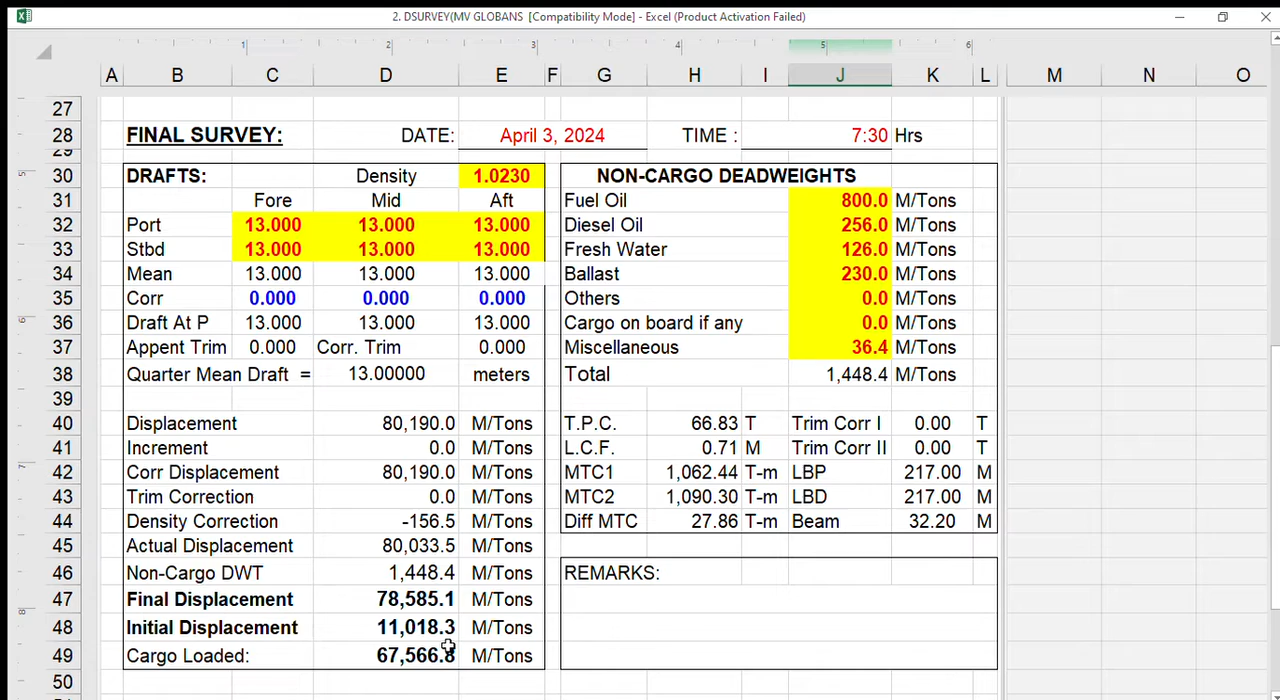 2. DSURVEY(MV GLOBANS  [Compatibility Mode] - Excel (Product Activation Failed)
1 2 3 4 5 6
A B C D E F G H I J K L M N O
27
28 FINAL SURVEY: DATE: April 3, 2024 TIME : 7:30 Hrs
29
30 DRAFTS: Density 1.0230 NON-CARGO DEADWEIGHTS
31 Fore Mid Aft Fuel Oil 800.0 M/Tons
32 Port 13.000 13.000 13.000 Diesel Oil 256.0 M/Tons
33 Stbd 13.000 13.000 13.000 Fresh Water 126.0 M/Tons
34 Mean 13.000 13.000 13.000 Ballast 230.0 M/Tons
35 Corr 0.000 0.000 0.000 Others 0.0 M/Tons
36 Draft At P 13.000 13.000 13.000 Cargo on board if any 0.0 M/Tons
37 Appent Trim 0.000 Corr. Trim 0.000 Miscellaneous 36.4 M/Tons
38 Quarter Mean Draft = 13.00000 meters Total 1,448.4 M/Tons
39
40 Displacement 80,190.0 M/Tons T.P.C. 66.83 T Trim Corr I 0.00 T
41 Increment 0.0 M/Tons L.C.F. 0.71 M Trim Corr II 0.00 T
42 Corr Displacement 80,190.0 M/Tons MTC1 1,062.44 T-m LBP 217.00 M
43 Trim Correction 0.0 M/Tons MTC2 1,090.30 T-m LBD 217.00 M
44 Density Correction -156.5 M/Tons Diff MTC 27.86 T-m Beam 32.20 M
45 Actual Displacement 80,033.5 M/Tons
46 Non-Cargo DWT 1,448.4 M/Tons REMARKS:
47 Final Displacement 78,585.1 M/Tons
48 Initial Displacement 11,018.3 M/Tons
49 Cargo Loaded: 67,566.8 M/Tons
50